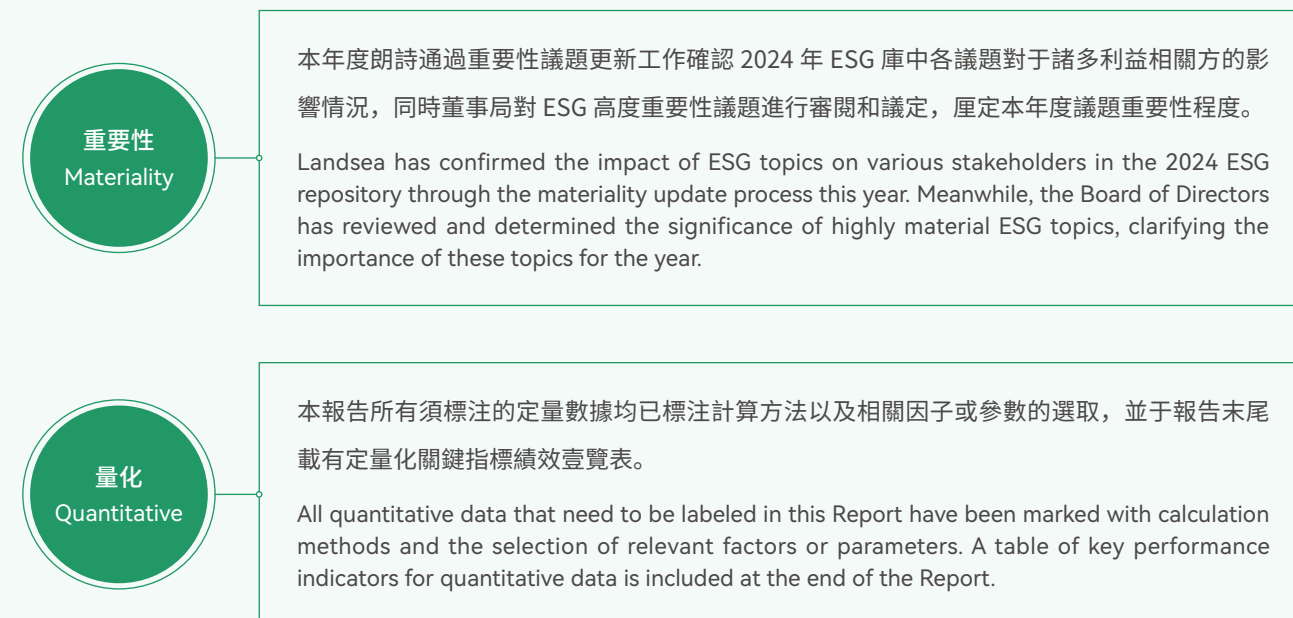 重要性
Materiality
本年度朗詩通過重要性議題更新工作確認 2024 年 ESG 庫中各議題對于諸多利益相關方的影
響情況，同時董事局對 ESG 高度重要性議題進行審閱和議定，厘定本年度議題重要性程度。
Landsea has confirmed the impact of ESG topics on various stakeholders in the 2024 ESG
repository through the materiality update process this year. Meanwhile, the Board of Directors
has reviewed and determined the significance of highly material ESG topics, clarifying the
importance of these topics for the year.
量化
Quantitative
本報告所有須標注的定量數據均已標注計算方法以及相關因子或參數的選取，並于報告末尾
載有定量化關鍵指標績效壹覽表。
All quantitative data that need to be labeled in this Report have been marked with calculation
methods and the selection of relevant factors or parameters. A table of key performance
indicators for quantitative data is included at the end of the Report.